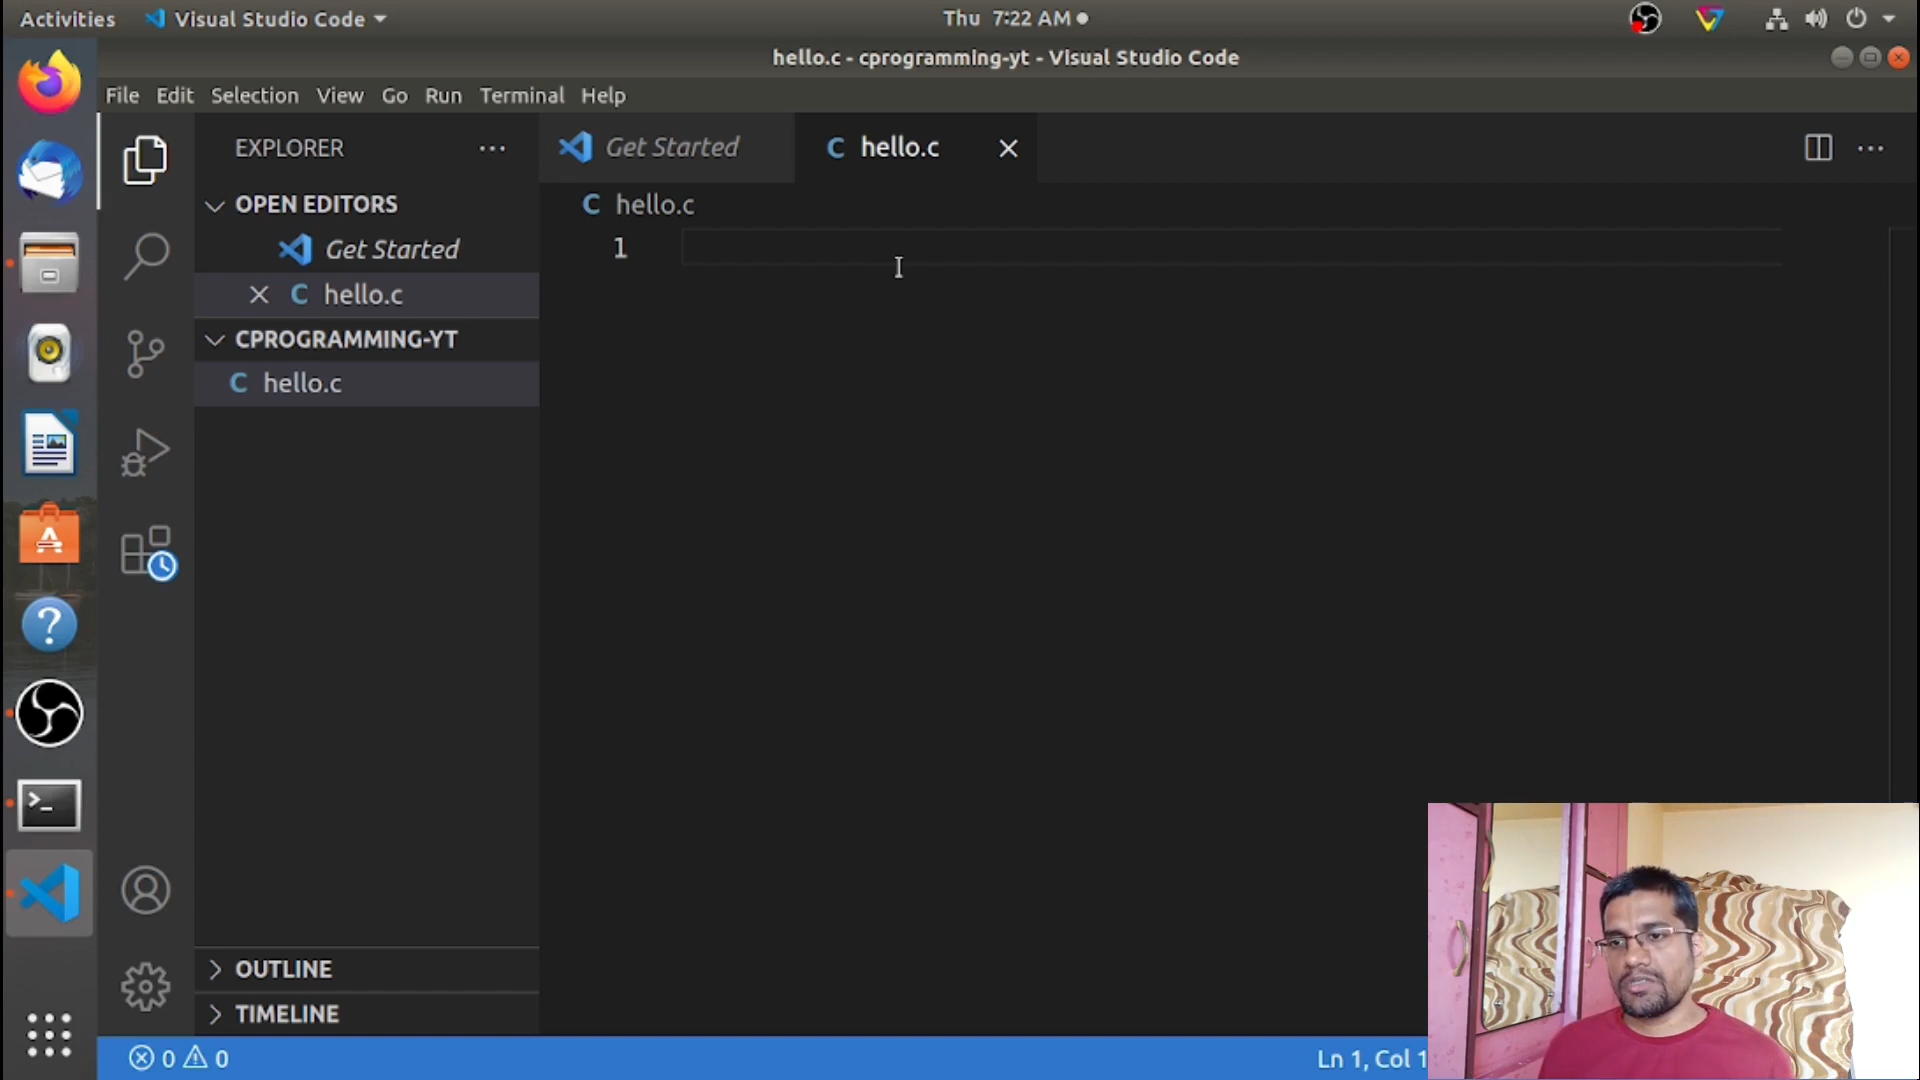 Activities
Visual Studio Code
Thu 7:22 AM
hello.c - cprogramming-yt - Visual Studio Code
File Edit Selection View Go Run Terminal Help
EXPLORER
Get Started
hello.c
OPEN EDITORS
Get Started
hello.c
CPROGRAMMING-YT
hello.c
OUTLINE
TIMELINE
hello.c
1
0 0
Ln 1, Col 1